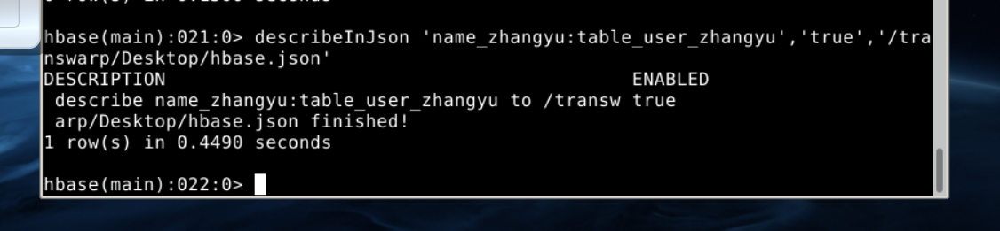 hbase(main):021:0> describeInJson 'name_zhangyu:table_user_zhangyu','true','/tra
nswarp/Desktop/hbase.json'
DESCRIPTION ENABLED
describe name_zhangyu:table_user_zhangyu to /transw true
arp/Desktop/hbase.json finished!
1 row(s) in 0.4490 seconds
hbase(main):022:0>